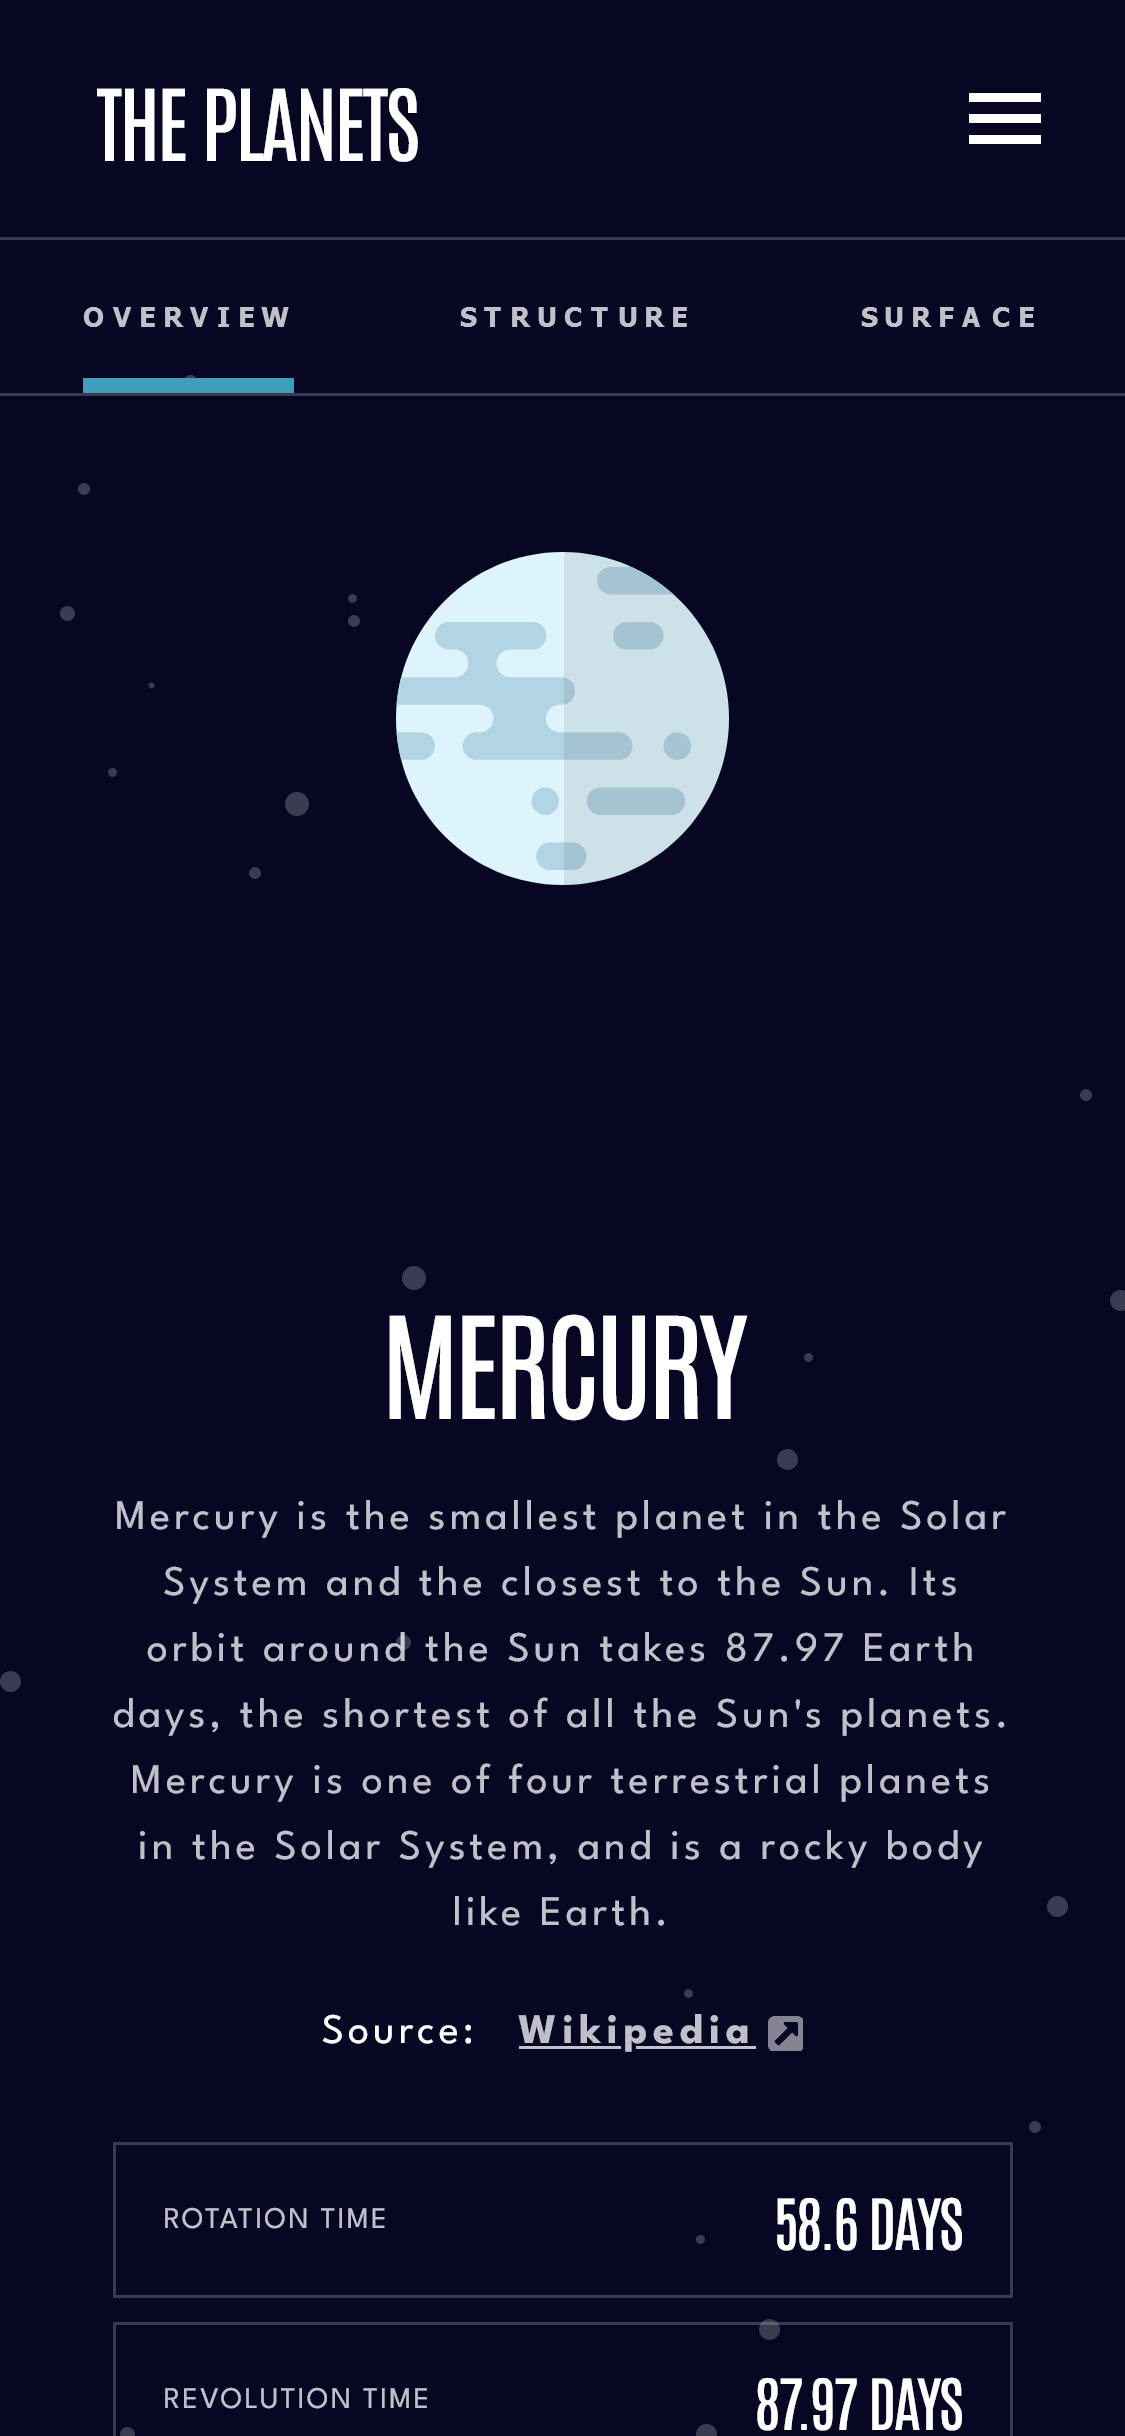 THE PLANETS
OVERVIEW STRUCTURE SURFACE
MERCURY
Mercury is the smallest planet in the Solar
System and the closest to the Sun. Its
orbit around the Sun takes 87.97 Earth
days, the shortest of all the Sun's planets.
Mercury is one of four terrestrial planets
in the Solar System, and is a rocky body
like Earth.
Source: Wikipedia
ROTATION TIME 58.6 DAYS
REVOLUTION TIME 87.97 DAYS